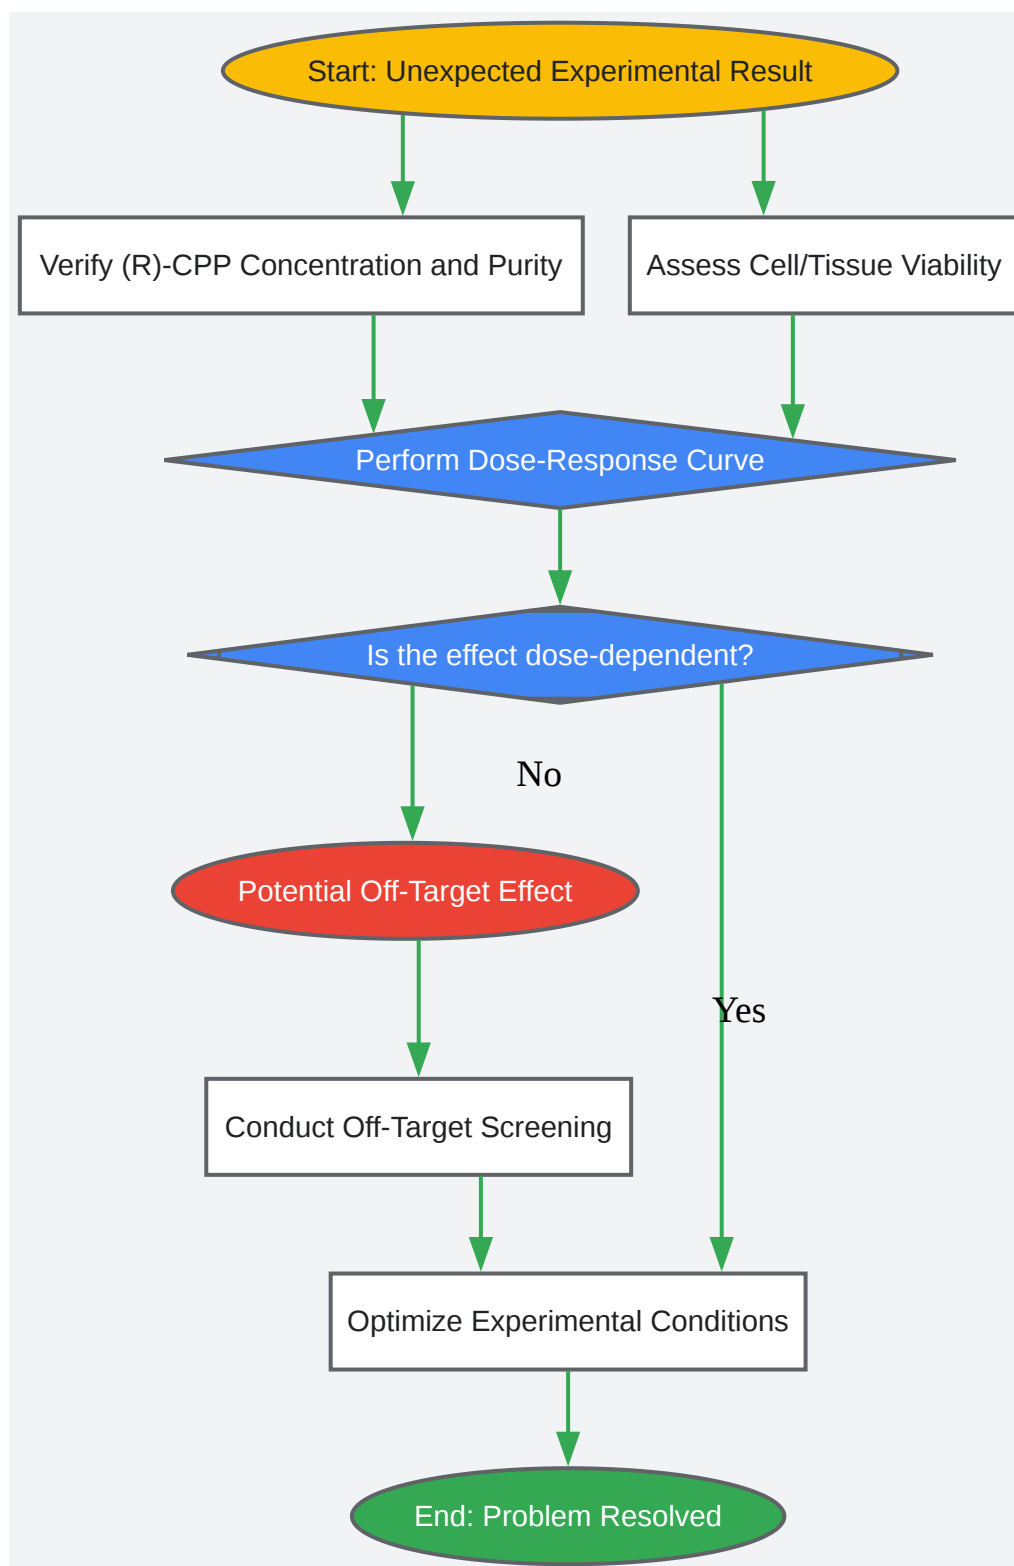 Start: Unexpected Experimental Result
Verify (R)-CPP Concentration and Purity
Assess Cell/Tissue Viability
Perform Dose-Response Curve
Is the effect dose-dependent?
No
Potential Off-Target Effect
Yes
Conduct Off-Target Screening
Optimize Experimental Conditions
End: Problem Resolved